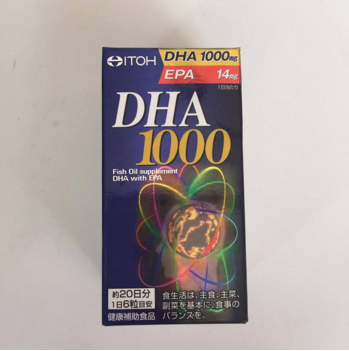 ITOH
DHA 1000mg
EPA 14mg
1日当たり
DHA
1000
Fish Oil supplement
DHA with EPA
約20日分
1日6粒目安
健康補助食品
食生活は、主食、主菜、
副菜を基本に、食事の
バランスを。